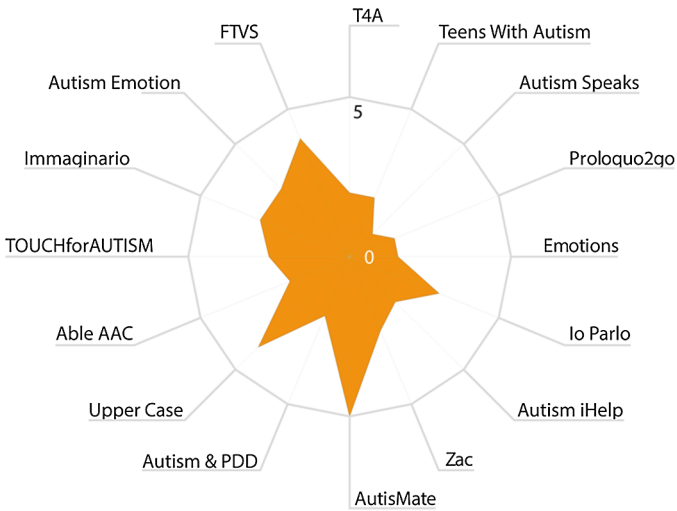 T4A
FTVS
Teens With Autism
Autism Emotion
Autism Speaks
5
Immaginario
Proloquo2go
TOUCHforAUTISM
0
Emotions
Able AAC
Io Parlo
Upper Case
Autism iHelp
Autism & PDD
Zac
AutisMate